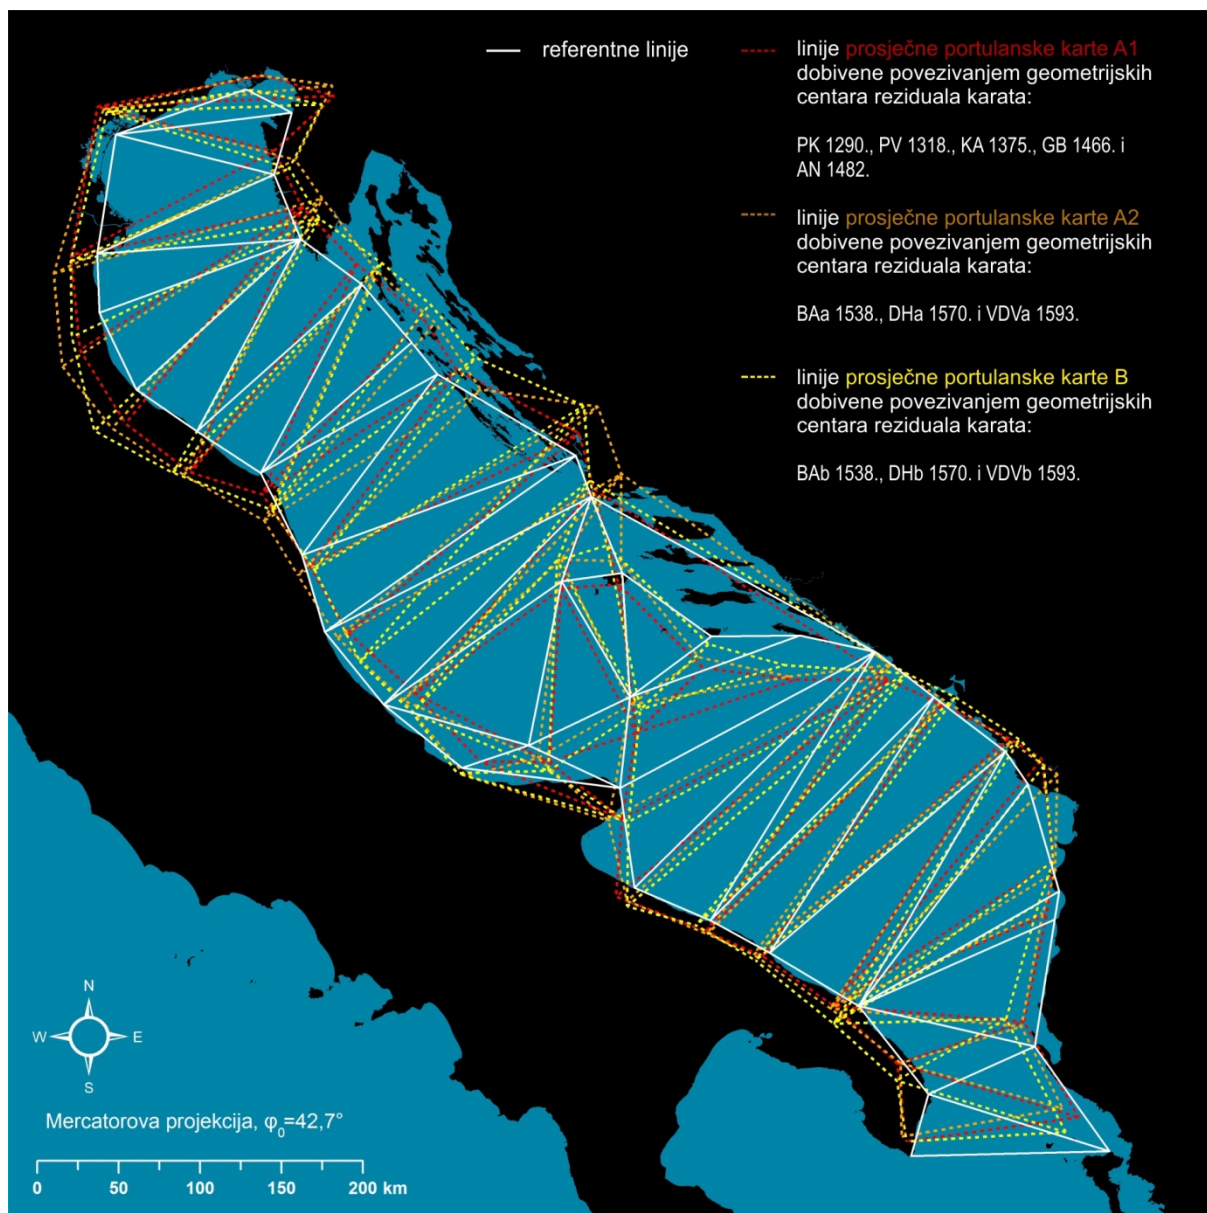 referentne linije
linije prosječne portulanske karte A1
dobivene povezivanjem geometrijskih
centara reziduala karata:
PK 1290., PV 1318., KA 1375., GB 1466. i
AN 1482.
linije prosječne portulanske karte A2
dobivene povezivanjem geometrijskih
centara reziduala karata:
BAa 1538., DHa 1570. i VDVa 1593.
linije prosječne portulanske karte B
dobivene povezivanjem geometrijskih
centara reziduala karata:
BAb 1538., DHb 1570. i VDVb 1593.
N
W E
S
Mercatorova projekcija, φ₀=42,7°
0 50 100 150 200 km